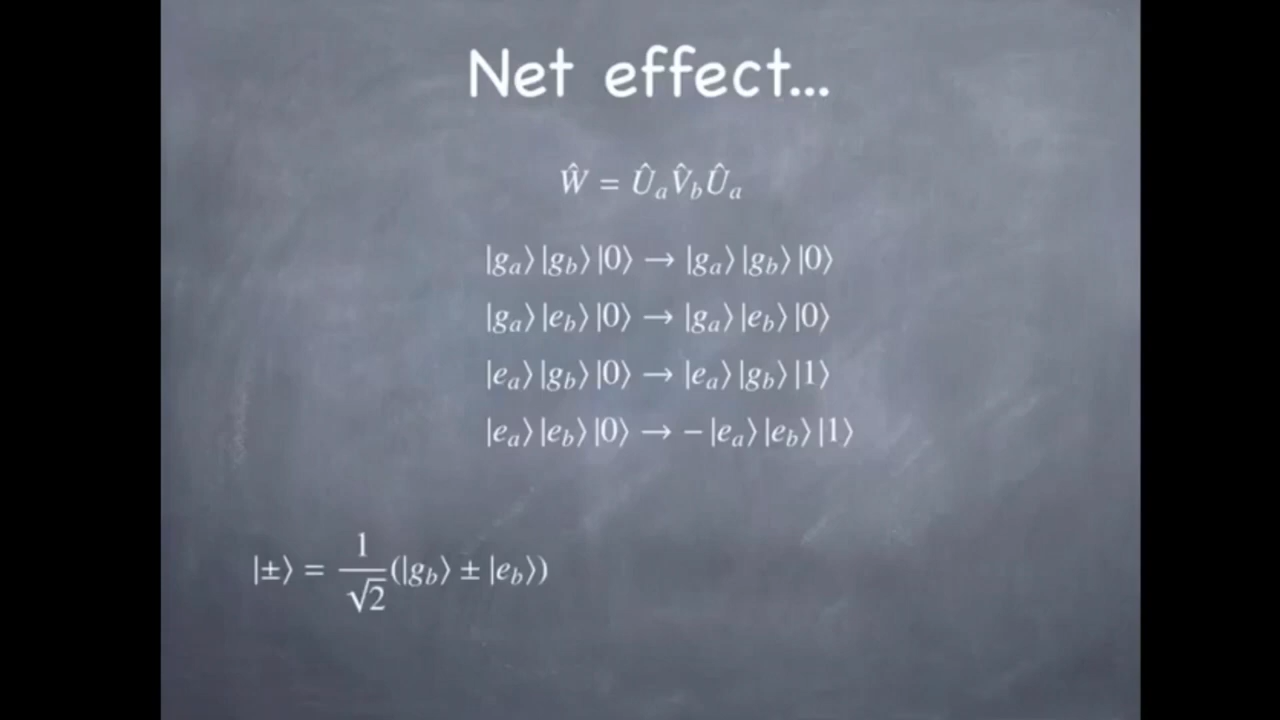 Net effect...
Ŵ = Û_a V̂_b Û_a
|g_a⟩|g_b⟩|0⟩ → |g_a⟩|g_b⟩|0⟩
|g_a⟩|e_b⟩|0⟩ → |g_a⟩|e_b⟩|0⟩
|e_a⟩|g_b⟩|0⟩ → |e_a⟩|g_b⟩|1⟩
|e_a⟩|e_b⟩|0⟩ → −|e_a⟩|e_b⟩|1⟩
|±⟩ = 1/√2 (|g_b⟩ ± |e_b⟩)